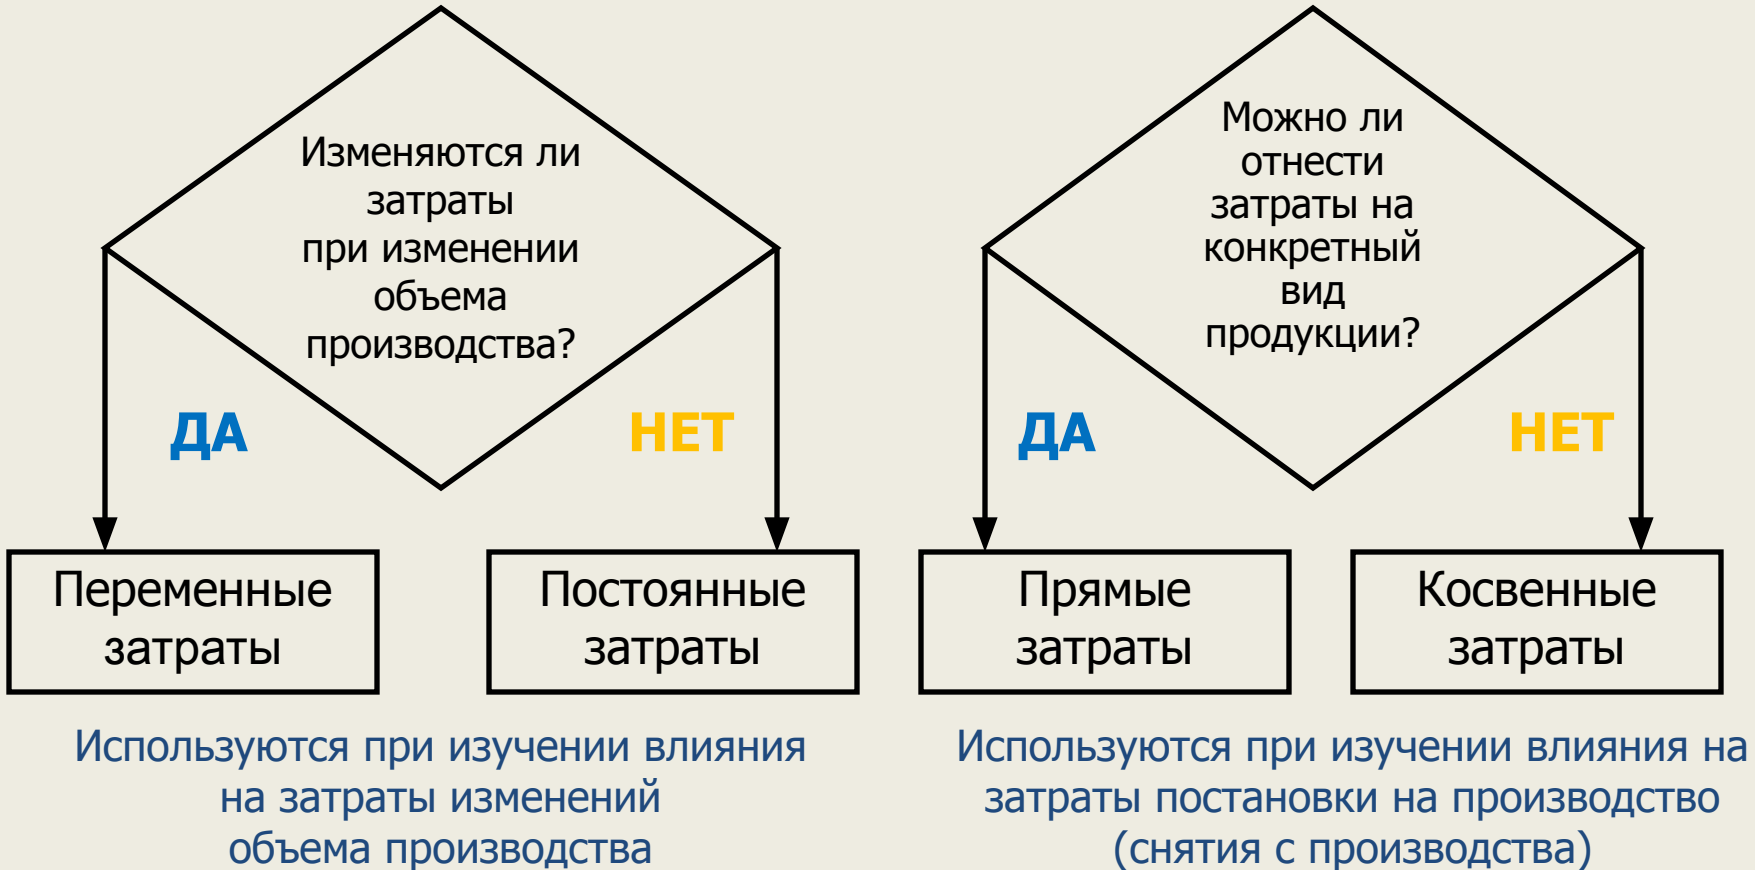 Изменяются ли
затраты
при изменении
объема
производства?
ДА
НЕТ
Переменные
затраты
Постоянные
затраты
Используются при изучении влияния
на затраты изменений
объема производства
Можно ли
отнести
затраты на
конкретный
вид
продукции?
ДА
НЕТ
Прямые
затраты
Косвенные
затраты
Используются при изучении влияния на
затраты постановки на производство
(снятия с производства)